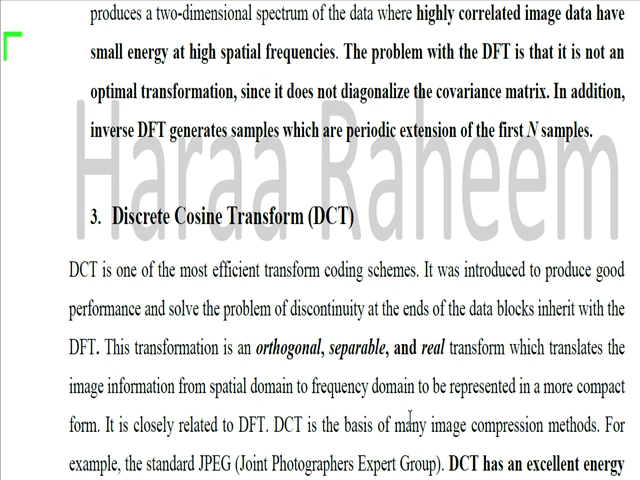 produces a two-dimensional spectrum of the data where highly correlated image data have
small energy at high spatial frequencies. The problem with the DFT is that it is not an
optimal transformation, since it does not diagonalize the covariance matrix. In addition,
inverse DFT generates samples which are periodic extension of the first N samples.
Haraa Raheem
3. Discrete Cosine Transform (DCT)
DCT is one of the most efficient transform coding schemes. It was introduced to produce good
performance and solve the problem of discontinuity at the ends of the data blocks inherit with the
DFT. This transformation is an orthogonal, separable, and real transform which translates the
image information from spatial domain to frequency domain to be represented in a more compact
form. It is closely related to DFT. DCT is the basis of many image compression methods. For
example, the standard JPEG (Joint Photographers Expert Group). DCT has an excellent energy